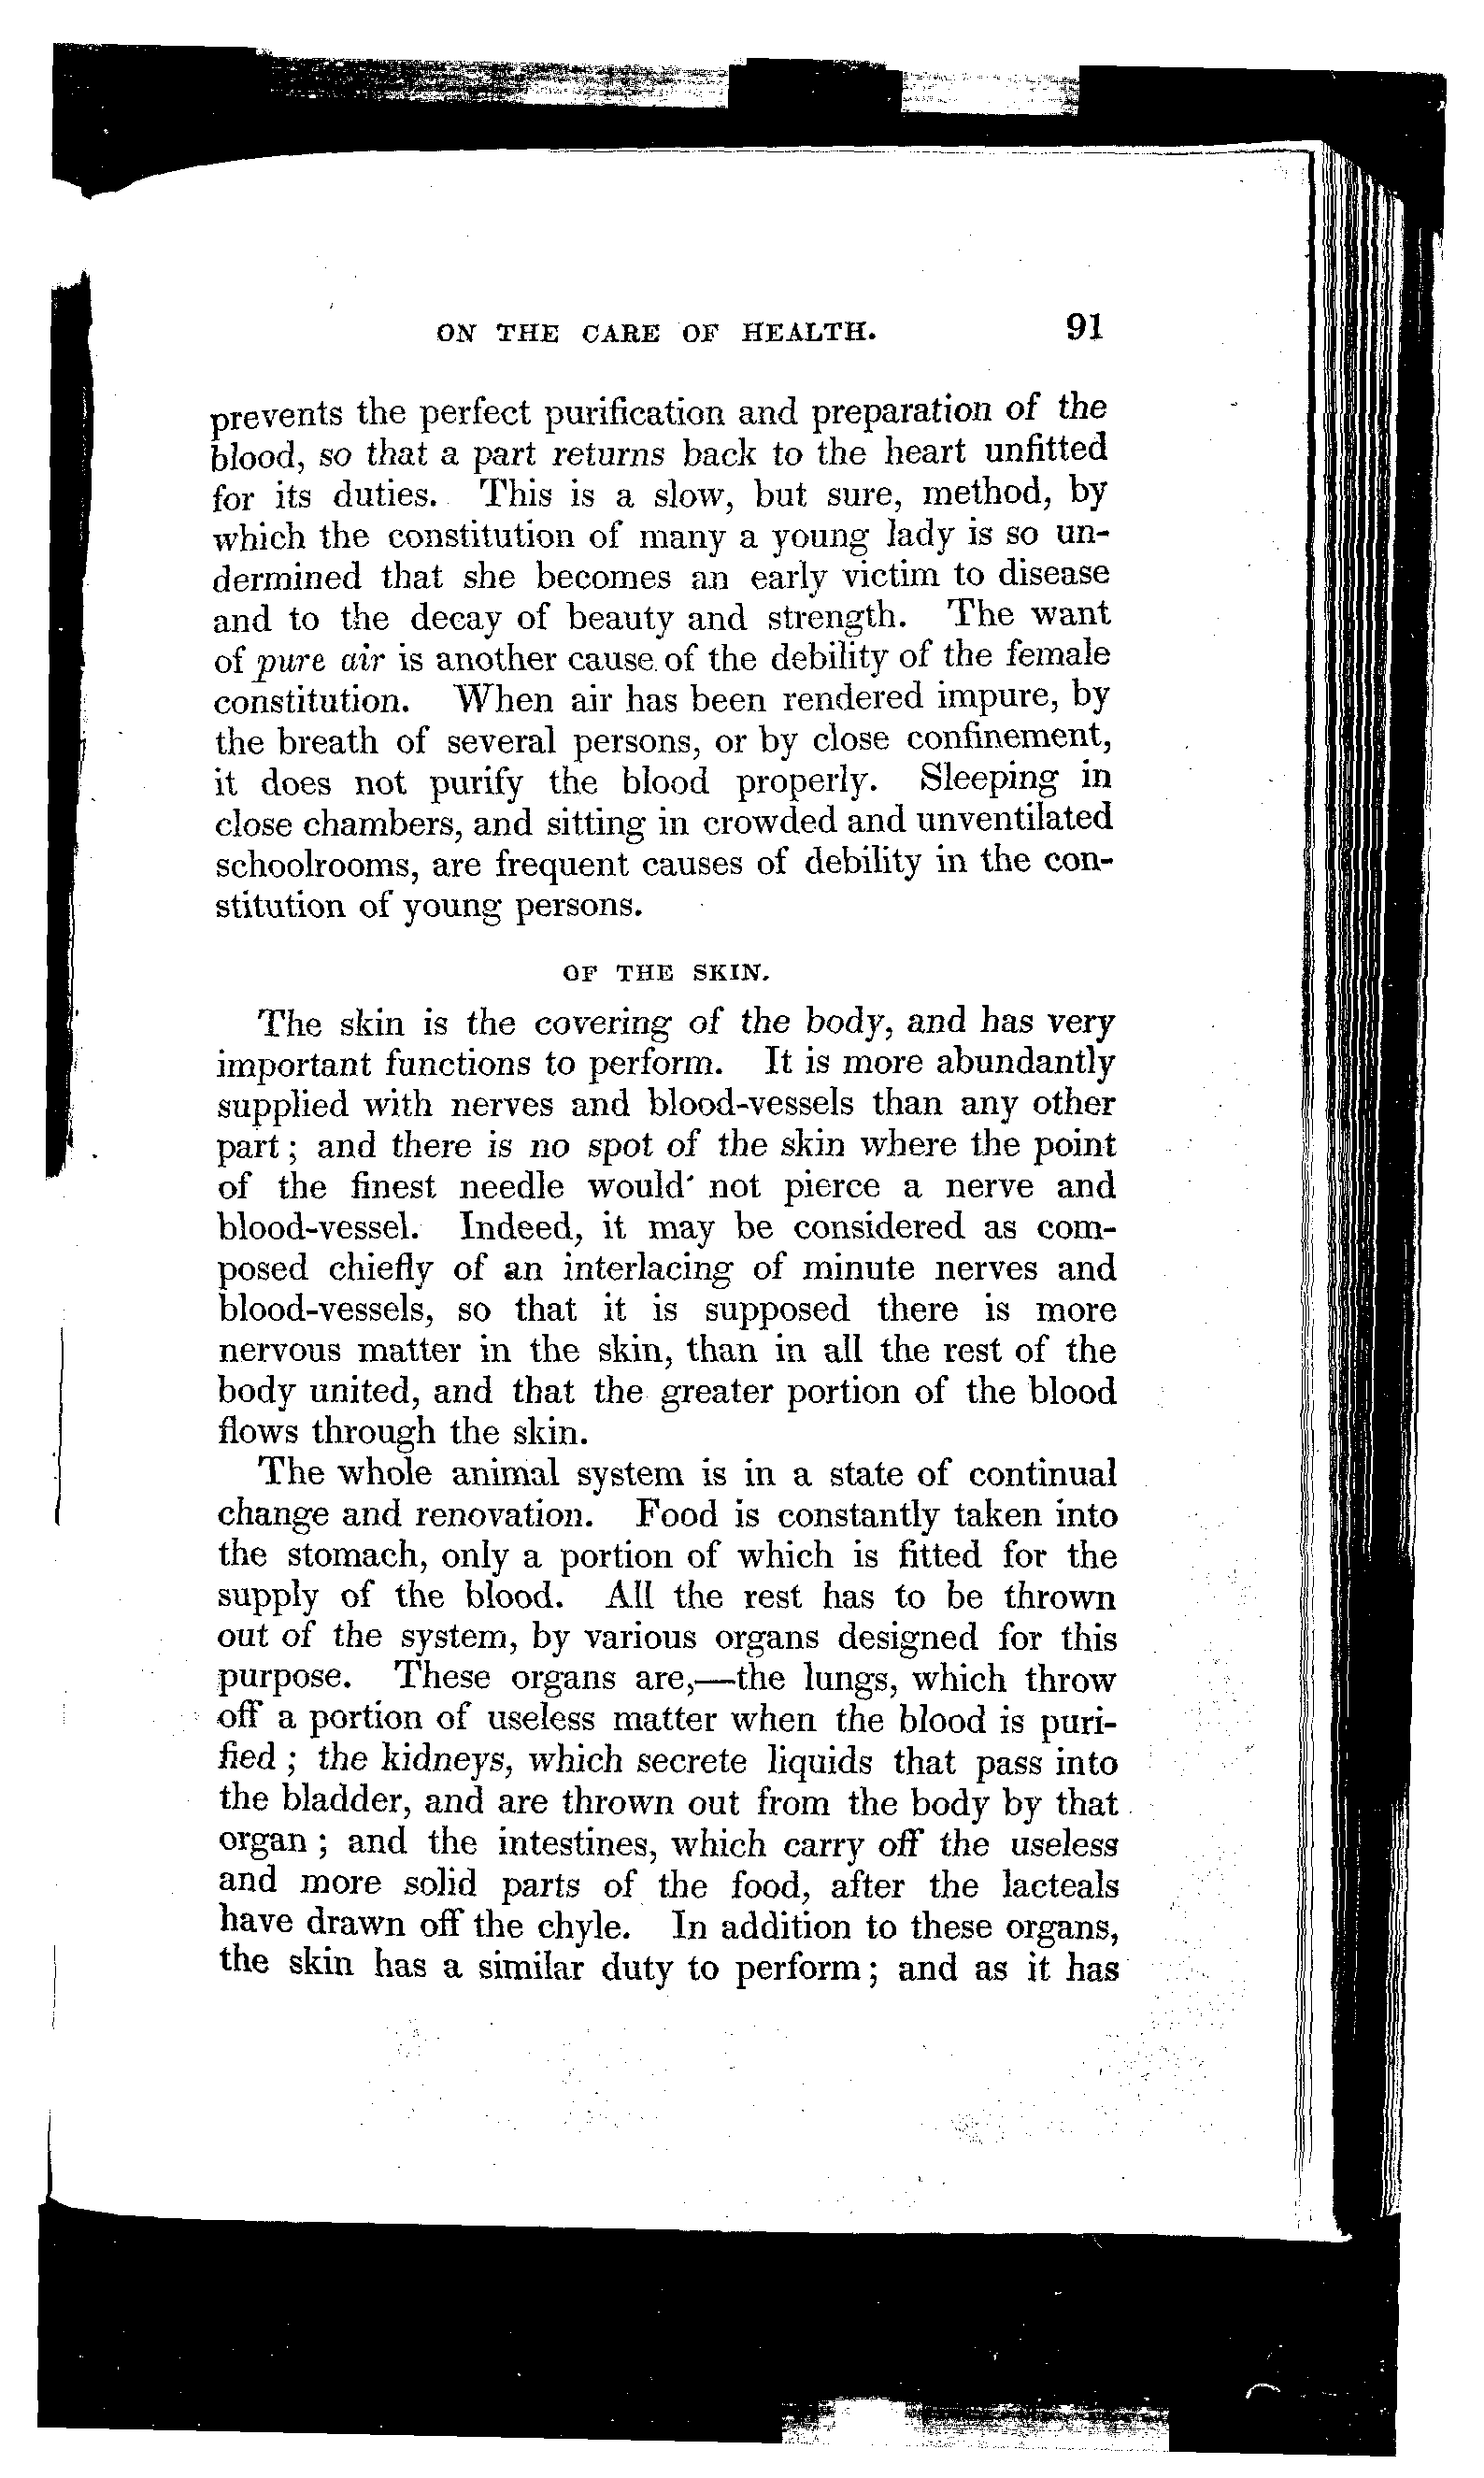 ON THE CARE OF HEALTH. 91
prevents the perfect purification and preparation of the
blood, so that a part returns back to the heart unfitted
for its duties. This is a slow, but sure, method, by
which the constitution of many a young lady is so un-
dermined that she becomes an early victim to disease
and to the decay of beauty and strength. The want
of pure air is another cause of the debility of the female
constitution. When air has been rendered impure, by
the breath of several persons, or by close confinement,
it does not purify the blood properly. Sleeping in
close chambers, and sitting in crowded and unventilated
schoolrooms, are frequent causes of debility in the con-
stitution of young persons.
OF THE SKIN.
The skin is the covering of the body, and has very
important functions to perform. It is more abundantly
supplied with nerves and blood-vessels than any other
part; and there is no spot of the skin where the point
of the finest needle would not pierce a nerve and
blood-vessel. Indeed, it may be considered as com-
posed chiefly of an interlacing of minute nerves and
blood-vessels, so that it is supposed there is more
nervous matter in the skin, than in all the rest of the
body united, and that the greater portion of the blood
flows through the skin.
The whole animal system is in a state of continual
change and renovation. Food is constantly taken into
the stomach, only a portion of which is fitted for the
supply of the blood. All the rest has to be thrown
out of the system, by various organs designed for this
purpose. These organs are,—the lungs, which throw
off a portion of useless matter when the blood is puri-
fied; the kidneys, which secrete liquids that pass into
the bladder, and are thrown out from the body by that
organ; and the intestines, which carry off the useless
and more solid parts of the food, after the lacteals
have drawn off the chyle. In addition to these organs,
the skin has a similar duty to perform; and as it has